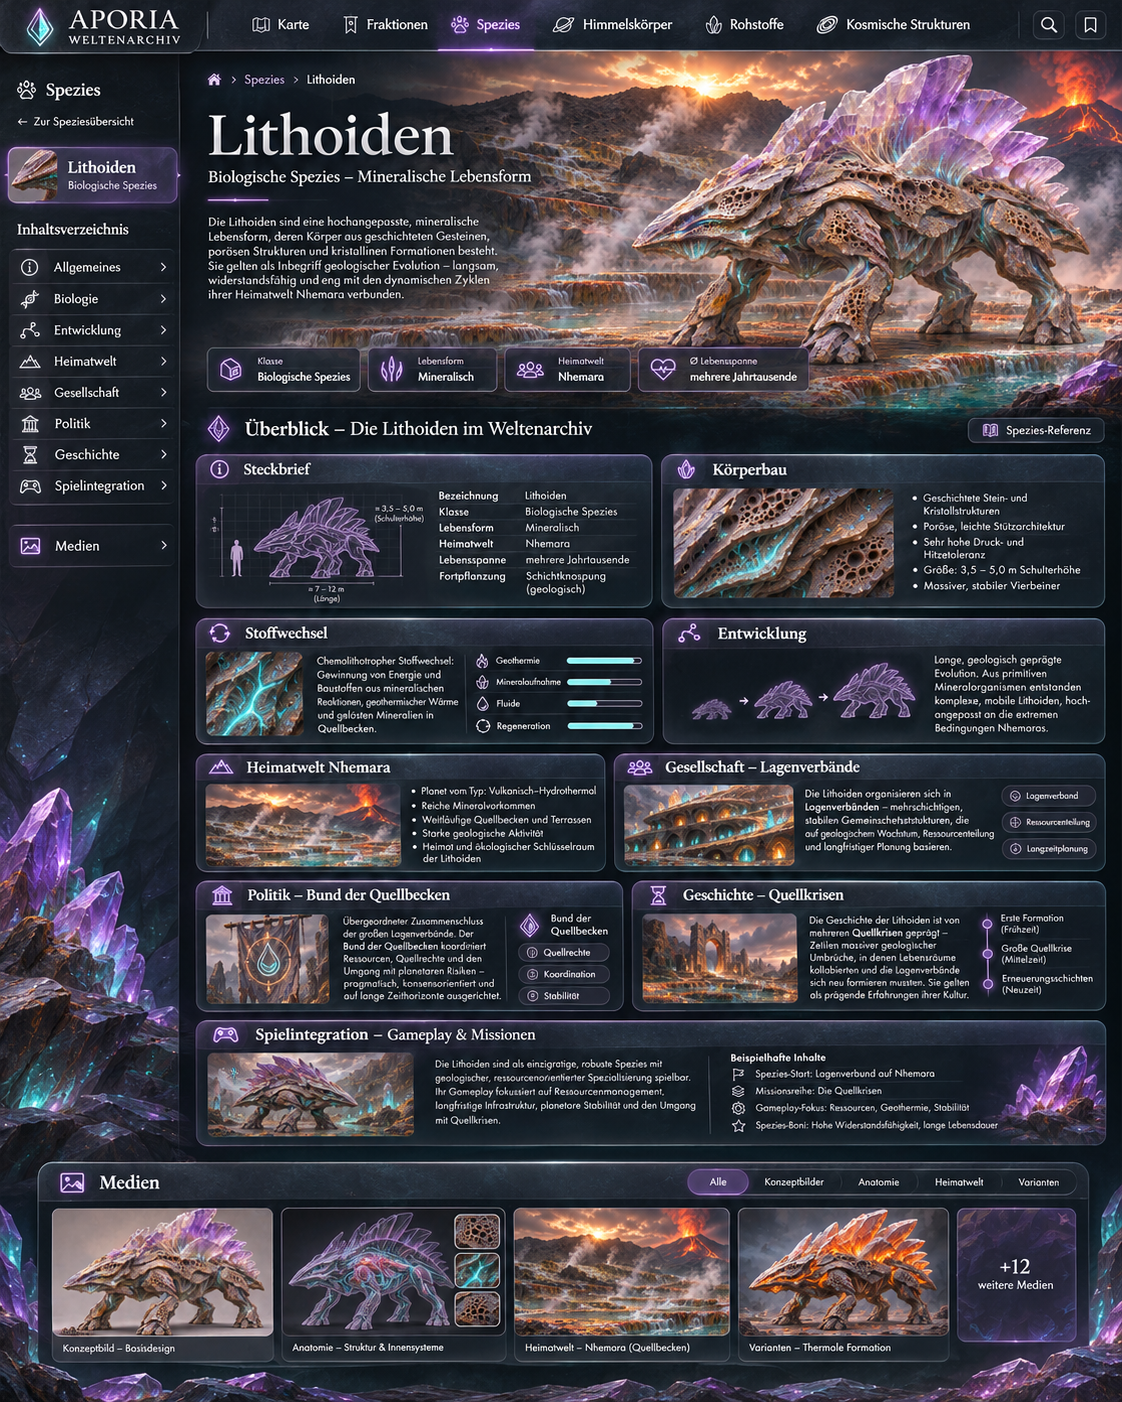 APORIA
WELTENARCHIV
Karte
Fraktionen
Spezies
Himmelskörper
Rohstoffe
Kosmische Strukturen
Spezies
← Zur Speziesübersicht
Lithoiden
Biologische Spezies
Inhaltsverzeichnis
Allgemeines
Biologie
Entwicklung
Heimatwelt
Gesellschaft
Politik
Geschichte
Spielintegration
Medien
Spezies > Lithoiden
Lithoiden
Biologische Spezies – Mineralische Lebensform
Die Lithoiden sind eine hochangepasste, mineralische
Lebensform, deren Körper aus geschichteten Gesteinen,
porösen Strukturen und kristallinen Formationen besteht.
Sie gelten als Inbegriff geologischer Evolution – langsam,
widerstandsfähig und eng mit den dynamischen Zyklen
ihrer Heimatwelt Nhemara verbunden.
Klasse
Biologische Spezies
Lebensform
Mineralisch
Heimatwelt
Nhemara
Ø Lebensspanne
mehrere Jahrtausende
Überblick – Die Lithoiden im Weltenarchiv
Spezies-Referenz
Steckbrief
≈ 3,5 – 5,0 m
(Schulterhöhe)
≈ 7 – 12 m
(Länge)
Bezeichnung Lithoiden
Klasse Biologische Spezies
Lebensform Mineralisch
Heimatwelt Nhemara
Lebensspanne mehrere Jahrtausende
Fortpflanzung Schichtknospung
(geologisch)
Körperbau
• Geschichtete Stein- und
Kristallstrukturen
• Poröse, leichte Stützarchitektur
• Sehr hohe Druck- und
Hitzetoleranz
• Größe: 3,5 – 5,0 m Schulterhöhe
• Massiver, stabiler Vierbeiner
Stoffwechsel
Chemolithotropher Stoffwechsel:
Gewinnung von Energie und
Baustoffen aus mineralischen
Reaktionen, geothermischer Wärme
und gelösten Mineralien in
Quellbecken.
Geothermie
Mineralaufnahme
Fluide
Regeneration
Entwicklung
Lange, geologisch geprägte
Evolution. Aus primitiven
Mineralorganismen entstanden
komplexe, mobile Lithoiden, hoch-
angepasst an die extremen
Bedingungen Nhemaras.
Heimatwelt Nhemara
• Planet vom Typ: Vulkanisch-Hydrothermal
• Reiche Mineralvorkommen
• Weitläufige Quellbecken und Terrassen
• Starke geologische Aktivität
• Heimat und ökologischer Schlüsselraum
der Lithoiden
Gesellschaft – Lagenverbände
Die Lithoiden organisieren sich in
Lagenverbänden – mehrschichtigen,
stabilen Gemeinschaftsstukturen, die
auf geologischem Wachstum, Ressourcenteilung
und langfristiger Planung basieren.
Lagenverband
Ressourcenteilung
Langzeitplanung
Politik – Bund der Quellbecken
Übergeordneter Zusammenschluss
der großen Lagenverbände. Der
Bund der Quellbecken koordiniert
Ressourcen, Quellrechte und den
Umgang mit planetaren Risiken –
pragmatisch, konsensorientiert und
auf lange Zeithorizonte ausgerichtet.
Bund der
Quellbecken
Quellrechte
Koordination
Stabilität
Geschichte – Quellkrisen
Die Geschichte der Lithoiden ist von
mehreren Quellkrisen geprägt –
Zeiten massiver geologischer
Umbrüche, in denen Lebensräume
kollabierten und die Lagenverbände
sich neu formieren mussten. Sie gelten
als prägende Erfahrungen ihrer Kultur.
Erste Formation
(Frühzeit)
Große Quellkrise
(Mittelzeit)
Erneuerungsschichten
(Neuzeit)
Spielintegration – Gameplay & Missionen
Die Lithoiden sind als einzigratige, robuste Spezies mit
geologischer, ressourcenorientierter Spezialisierung spielbar.
Ihr Gameplay fokussiert auf Ressourcenmanagement,
langfristige Infrastruktur, planetare Stabilität und den Umgang
mit Quellkrisen.
Beispielhafte Inhalte
Spezies-Start: Lagenverbund auf Nhemara
Missionsreihe: Die Quellkrisen
Gameplay-Fokus: Ressourcen, Geothermie, Stabilität
Spezies-Boni: Hohe Widerstandsfähigkeit, lange Lebensdauer
Medien
Alle
Konzeptbilder
Anatomie
Heimatwelt
Varianten
Konzeptbild – Basisdesign
Anatomie – Struktur & Innensysteme
Heimatwelt – Nhemara (Quellbecken)
Varianten – Thermale Formation
+12
weitere Medien